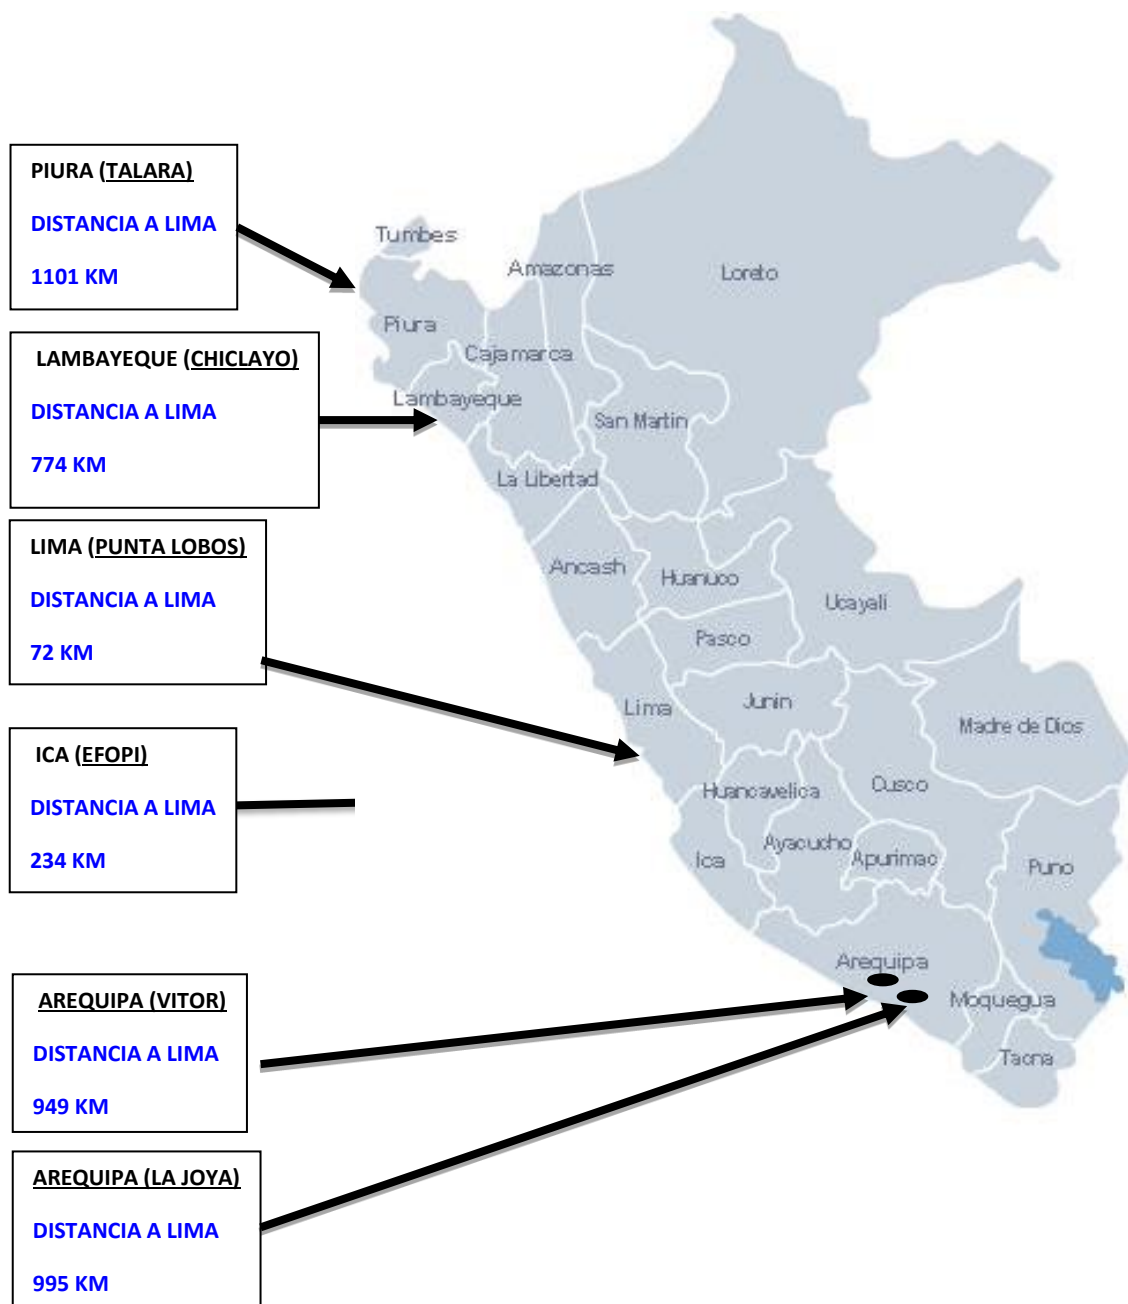 PIURA (TALARA)
DISTANCIA A LIMA
1101 KM
LAMBAYEQUE (CHICLAYO)
DISTANCIA A LIMA
774 KM
LIMA (PUNTA LOBOS)
DISTANCIA A LIMA
72 KM
ICA (EFOPI)
DISTANCIA A LIMA
234 KM
AREQUIPA (VITOR)
DISTANCIA A LIMA
949 KM
AREQUIPA (LA JOYA)
DISTANCIA A LIMA
995 KM
Tumbes
Amazonas
Loreto
Piura
Cajamarca
Lambayeque
San Martin
La Libertad
Ancash
Huanuco
Ucayali
Pasco
Lima
Junin
Madre de Dios
Huancavelica
Cusco
Ica
Ayacucho
Apurimac
Puno
Arequipa
Moquegua
Tacna